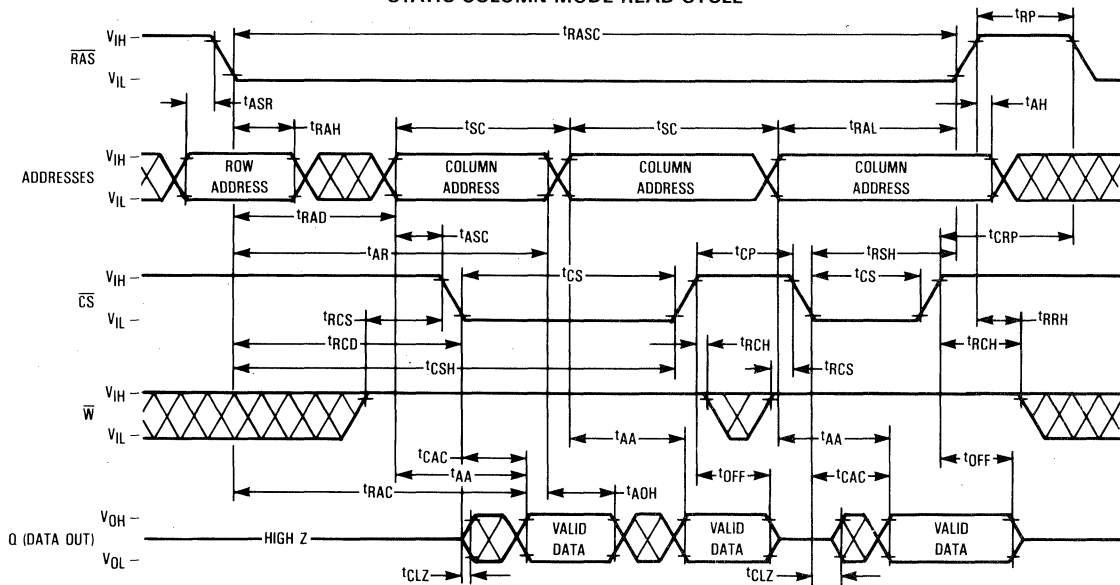 STATIC COLUMN MODE READ CYCLE
tRP
tRASC
VIH
RAS
VIL
tASR
tAH
tRAH
tSC
tSC
tRAL
VIH
ADDRESSES
ROW ADDRESS
COLUMN ADDRESS
COLUMN ADDRESS
COLUMN ADDRESS
VIL
tRAD
tASC
tCRP
tAR
tCP
tRSH
VIH
tCS
tCS
CS
VIL
tRCS
tRRH
tRCD
tRCH
tRCH
tCSH
tRCS
VIH
W
VIL
tAA
tAA
tCAC
tOFF
tOFF
tAA
tCAC
tRAC
tAOH
VOH
Q (DATA OUT)
HIGH Z
VALID DATA
VALID DATA
VALID DATA
VOL
tCLZ
tCLZ